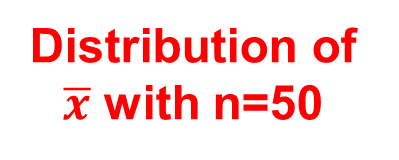 Distribution of
x̅ with n=50